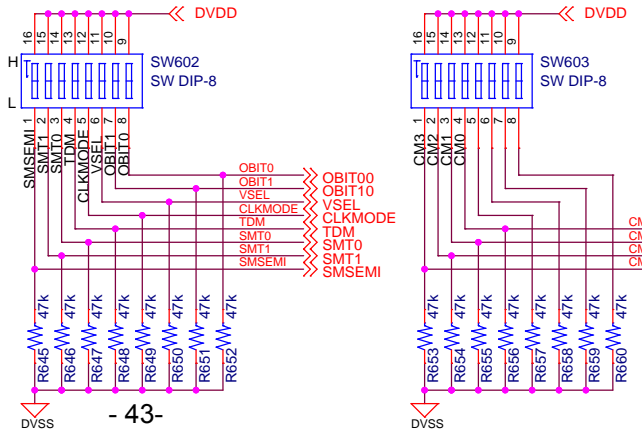 DVDD
16
15
14
13
12
11
10
9
H
SW602
SW DIP-8
L
1
2
3
4
5
6
7
8
SMSEMI
SMT1
SMT0
TDM
CLKMODE
VSEL
OBIT1
OBIT0
OBIT0
OBIT00
OBIT1
OBIT10
VSEL
VSEL
CLKMODE
CLKMODE
TDM
TDM
SMT0
SMT0
SMT1
SMT1
SMSEMI
SMSEMI
47k
47k
47k
47k
47k
47k
47k
47k
R645
R646
R647
R648
R649
R650
R651
R652
DVSS
- 43-
DVDD
16
15
14
13
12
11
10
9
SW603
SW DIP-8
1
2
3
4
5
6
7
8
CM3
CM2
CM1
CM0
CM
CM
CM
CM
47k
47k
47k
47k
47k
47k
47k
47k
R653
R654
R655
R656
R657
R658
R659
R660
DVSS